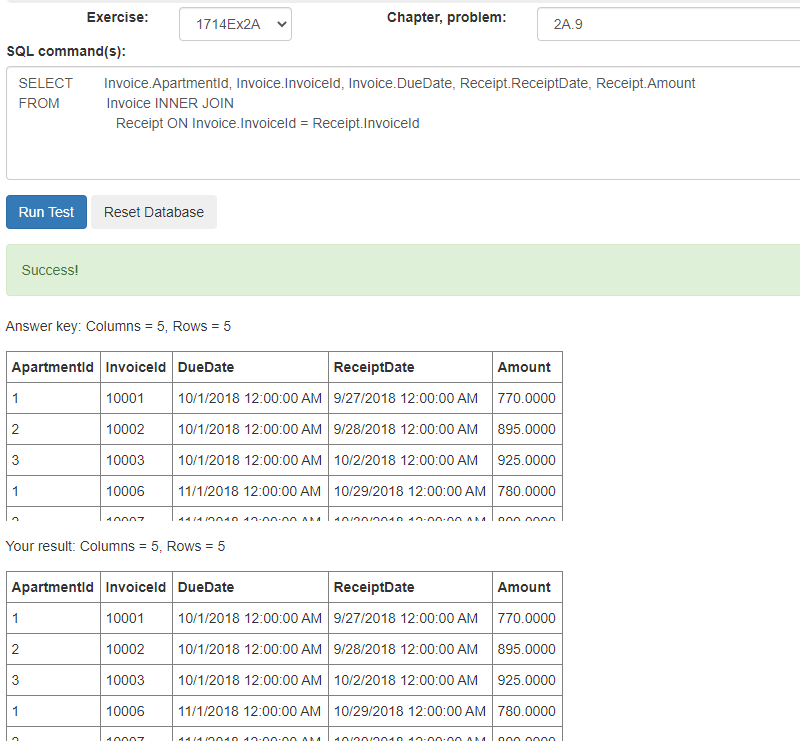 Exercise: 1714Ex2A Chapter, problem: 2A.9
SQL command(s):
SELECT Invoice.ApartmentId, Invoice.InvoiceId, Invoice.DueDate, Receipt.ReceiptDate, Receipt.Amount
FROM Invoice INNER JOIN
Receipt ON Invoice.InvoiceId = Receipt.InvoiceId
Run Test Reset Database
Success!
Answer key: Columns = 5, Rows = 5
ApartmentId InvoiceId DueDate ReceiptDate Amount
1 10001 10/1/2018 12:00:00 AM 9/27/2018 12:00:00 AM 770.0000
2 10002 10/1/2018 12:00:00 AM 9/28/2018 12:00:00 AM 895.0000
3 10003 10/1/2018 12:00:00 AM 10/2/2018 12:00:00 AM 925.0000
1 10006 11/1/2018 12:00:00 AM 10/29/2018 12:00:00 AM 780.0000
Your result: Columns = 5, Rows = 5
ApartmentId InvoiceId DueDate ReceiptDate Amount
1 10001 10/1/2018 12:00:00 AM 9/27/2018 12:00:00 AM 770.0000
2 10002 10/1/2018 12:00:00 AM 9/28/2018 12:00:00 AM 895.0000
3 10003 10/1/2018 12:00:00 AM 10/2/2018 12:00:00 AM 925.0000
1 10006 11/1/2018 12:00:00 AM 10/29/2018 12:00:00 AM 780.0000